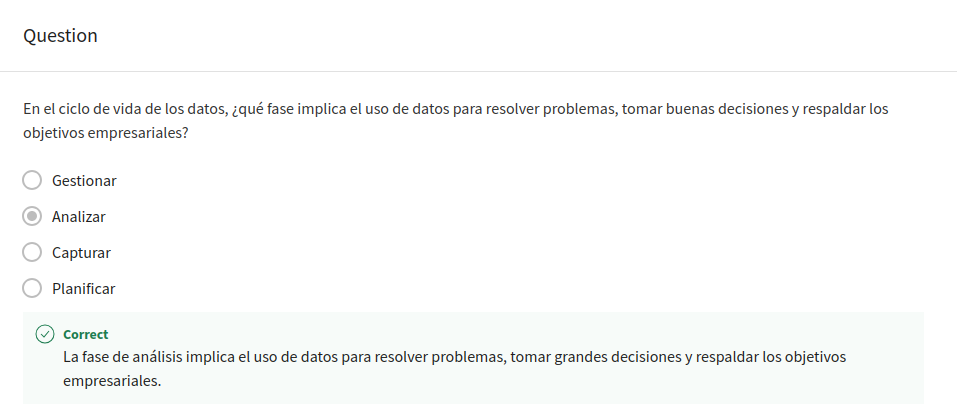 Question
En el ciclo de vida de los datos, ¿qué fase implica el uso de datos para resolver problemas, tomar buenas decisiones y respaldar los
objetivos empresariales?
Gestionar
Analizar
Capturar
Planificar
Correct
La fase de análisis implica el uso de datos para resolver problemas, tomar grandes decisiones y respaldar los objetivos
empresariales.